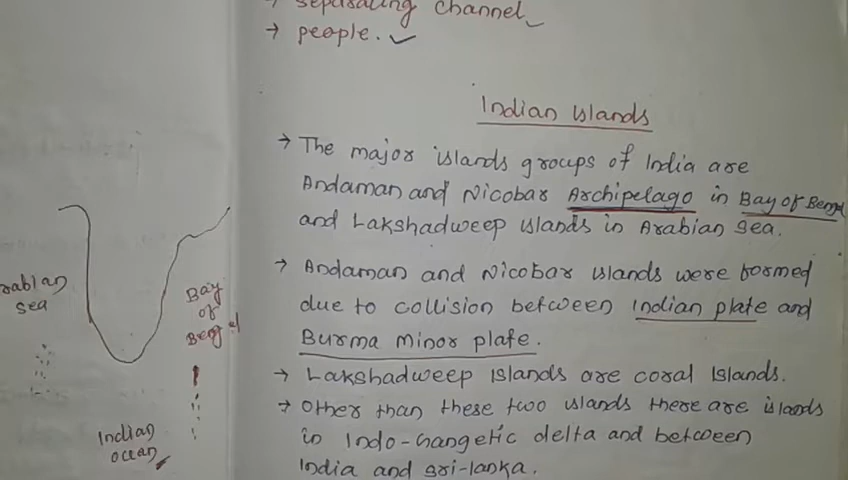 → separating channel
→ people.
Indian Islands
→ The major islands groups of India are
Andaman and Nicobar Archipelago in Bay of Bengal
and Lakshadweep islands in Arabian sea.
→ Andaman and Nicobar islands were formed
due to collision between Indian plate and
Burma minor plate.
→ Lakshadweep Islands are coral Islands.
→ Other than these two islands there are islands
in Indo-Gangetic delta and between
India and Sri-lanka.
rabian
sea
Bay
of
Bengal
Indian
ocean